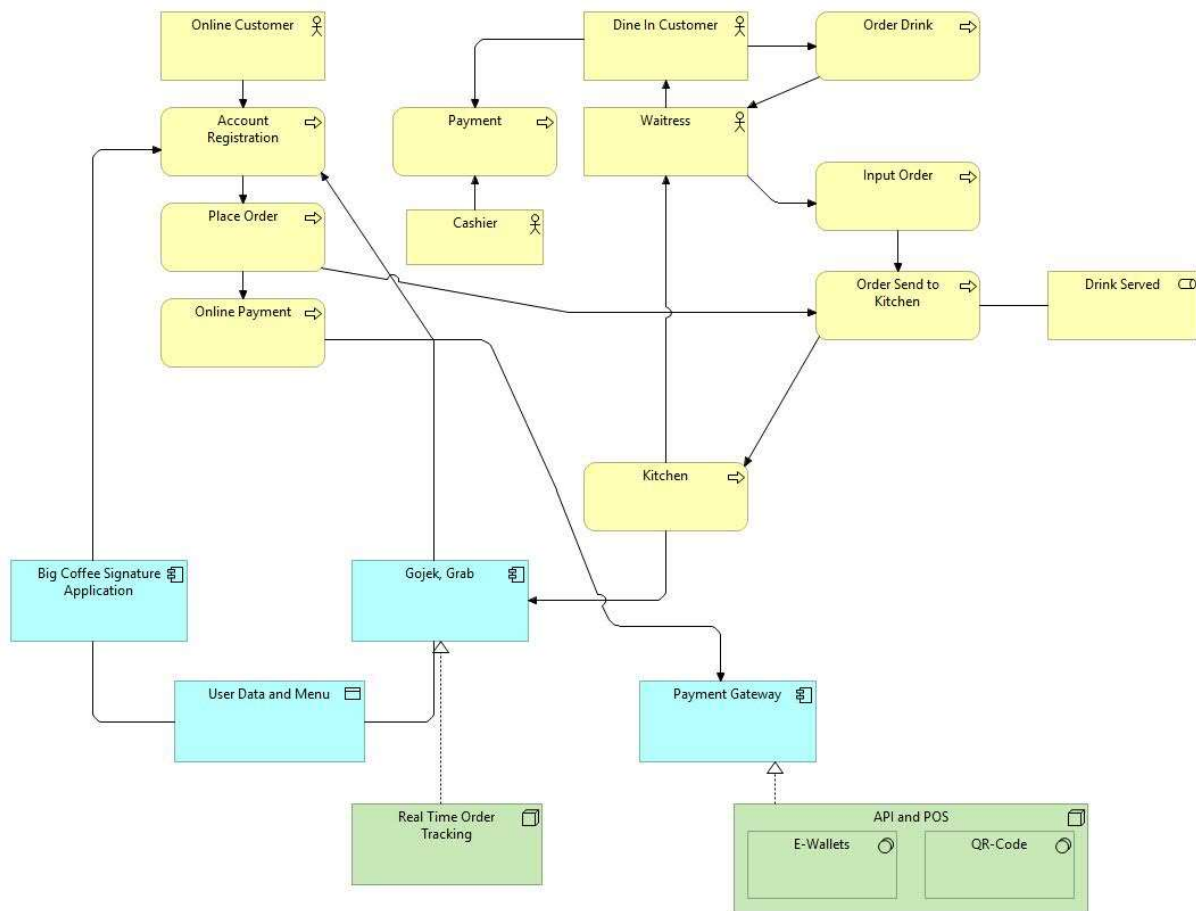 Online Customer
Dine In Customer
Order Drink
Account
Registration
Payment
Waitress
Input Order
Place Order
Cashier
Order Send to
Kitchen
Drink Served
Online Payment
Kitchen
Big Coffee Signature
Application
Gojek, Grab
User Data and Menu
Payment Gateway
Real Time Order
Tracking
API and POS
E-Wallets
QR-Code